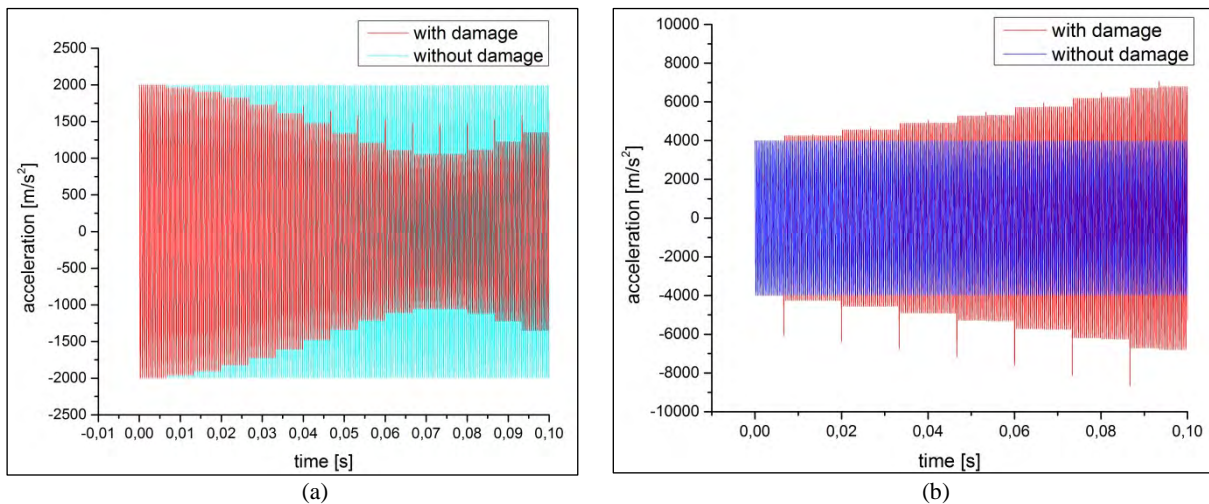 with damage
without damage
2500
2000
1500
1000
500
0
-500
-1000
-1500
-2000
-2500
acceleration [m/s²]
-0,01 0,00 0,01 0,02 0,03 0,04 0,05 0,06 0,07 0,08 0,09 0,10
time [s]
(a)
with damage
without damage
10000
8000
6000
4000
2000
0
-2000
-4000
-6000
-8000
-10000
acceleration [m/s²]
0,00 0,02 0,04 0,06 0,08 0,10
time [s]
(b)